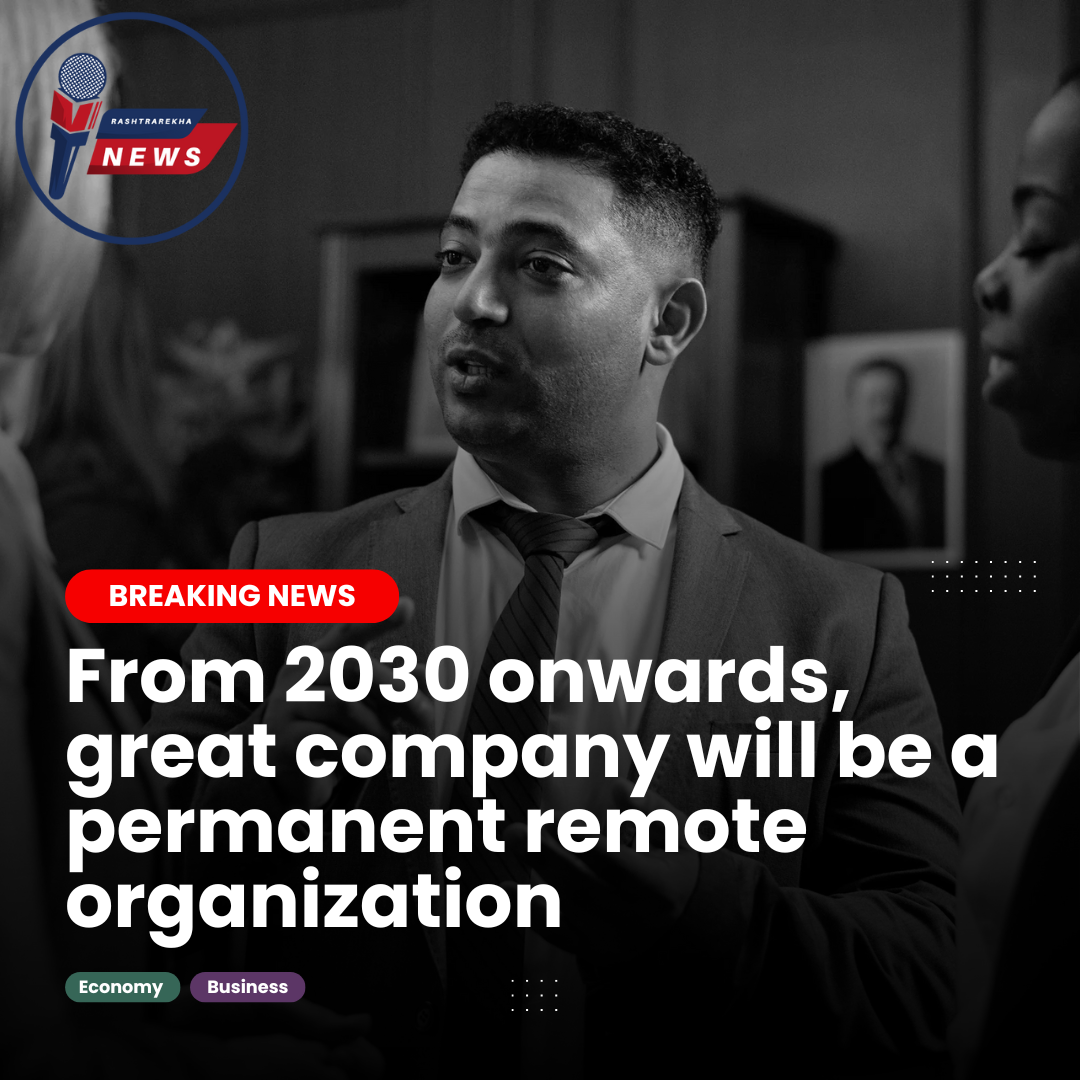 RASHTRAREKHA
NEWS
BREAKING NEWS
From 2030 onwards,
great company will be a
permanent remote
organization
Economy Business